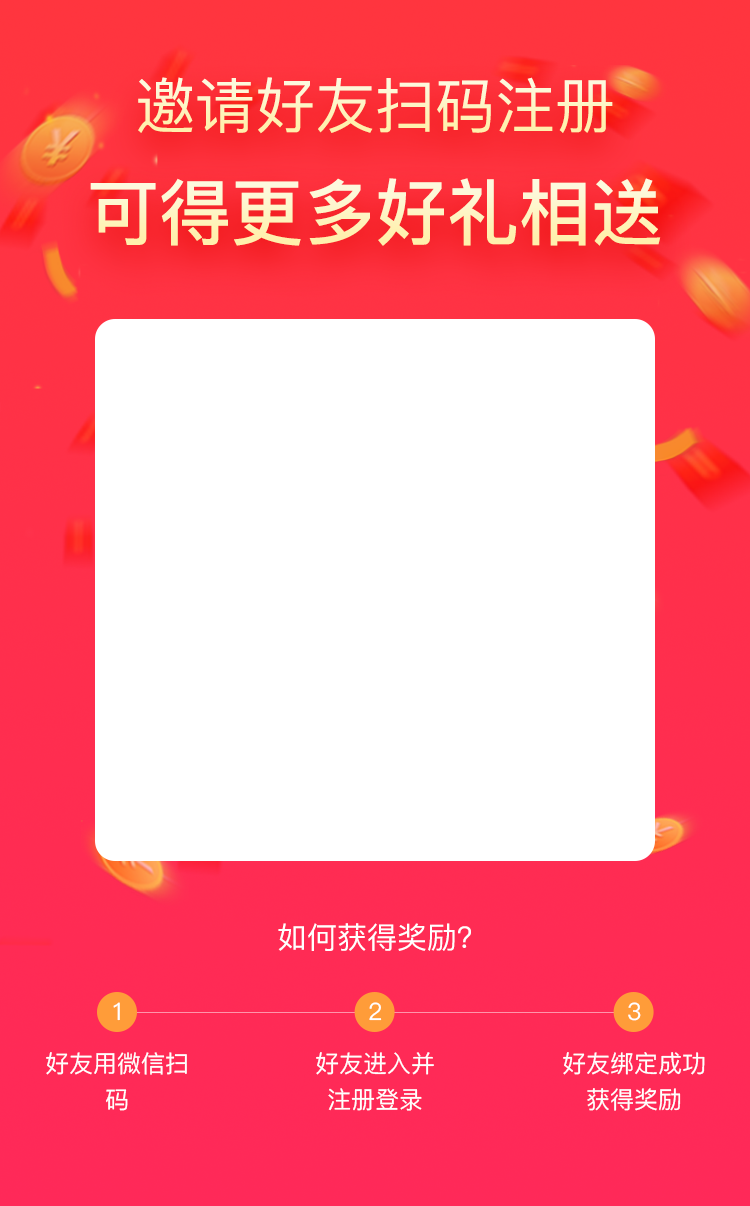 邀请好友扫码注册
可得更多好礼相送
如何获得奖励?
1
2
3
好友用微信扫
码
好友进入并
注册登录
好友绑定成功
获得奖励